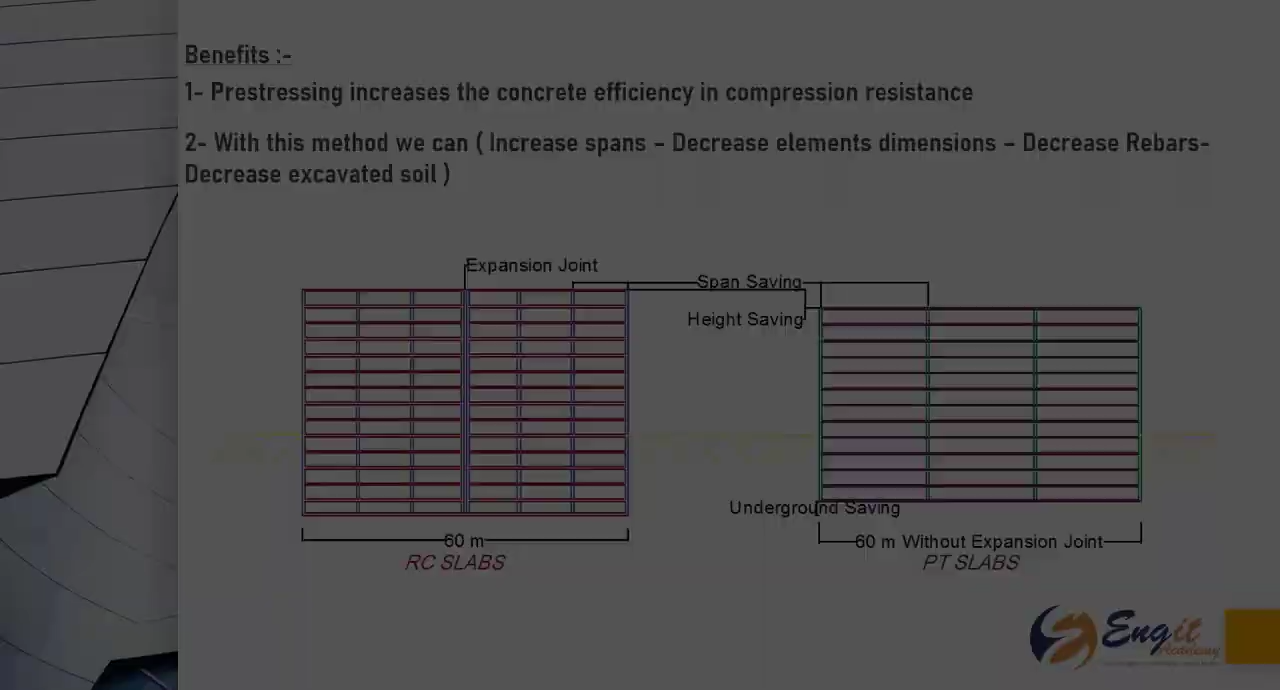 Benefits :-
1- Prestressing increases the concrete efficiency in compression resistance
2- With this method we can ( Increase spans – Decrease elements dimensions – Decrease Rebars-
Decrease excavated soil )
Expansion Joint
Span Saving
Height Saving
Underground Saving
60 m
60 m Without Expansion Joint
RC SLABS
PT SLABS
Engit
Academy